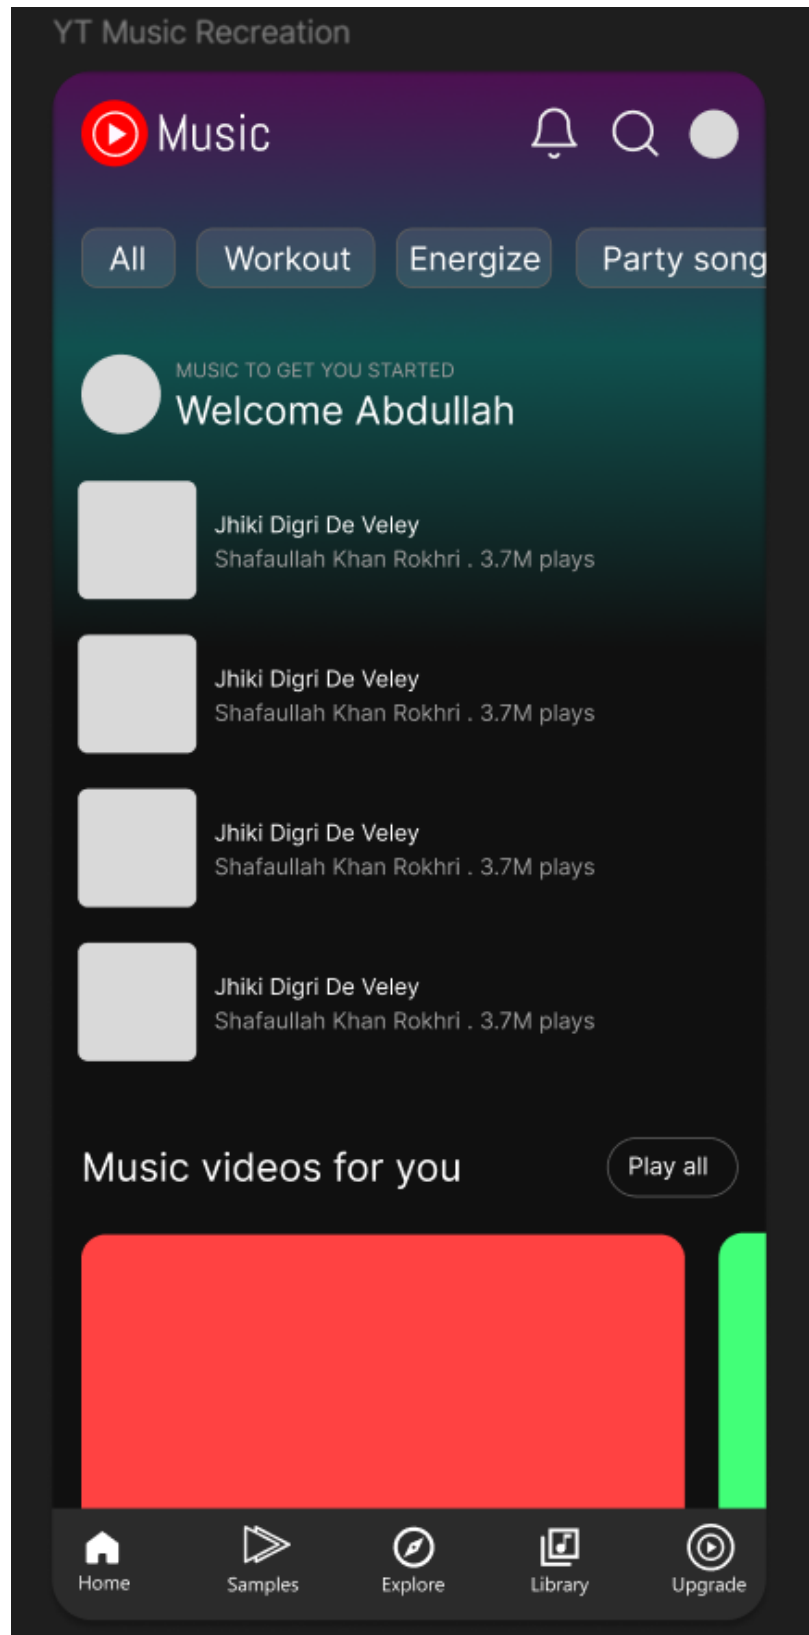 YT Music Recreation
Music
All Workout Energize Party song
MUSIC TO GET YOU STARTED
Welcome Abdullah
Jhiki Digri De Veley
Shafaullah Khan Rokhri . 3.7M plays
Jhiki Digri De Veley
Shafaullah Khan Rokhri . 3.7M plays
Jhiki Digri De Veley
Shafaullah Khan Rokhri . 3.7M plays
Jhiki Digri De Veley
Shafaullah Khan Rokhri . 3.7M plays
Music videos for you Play all
Home Samples Explore Library Upgrade